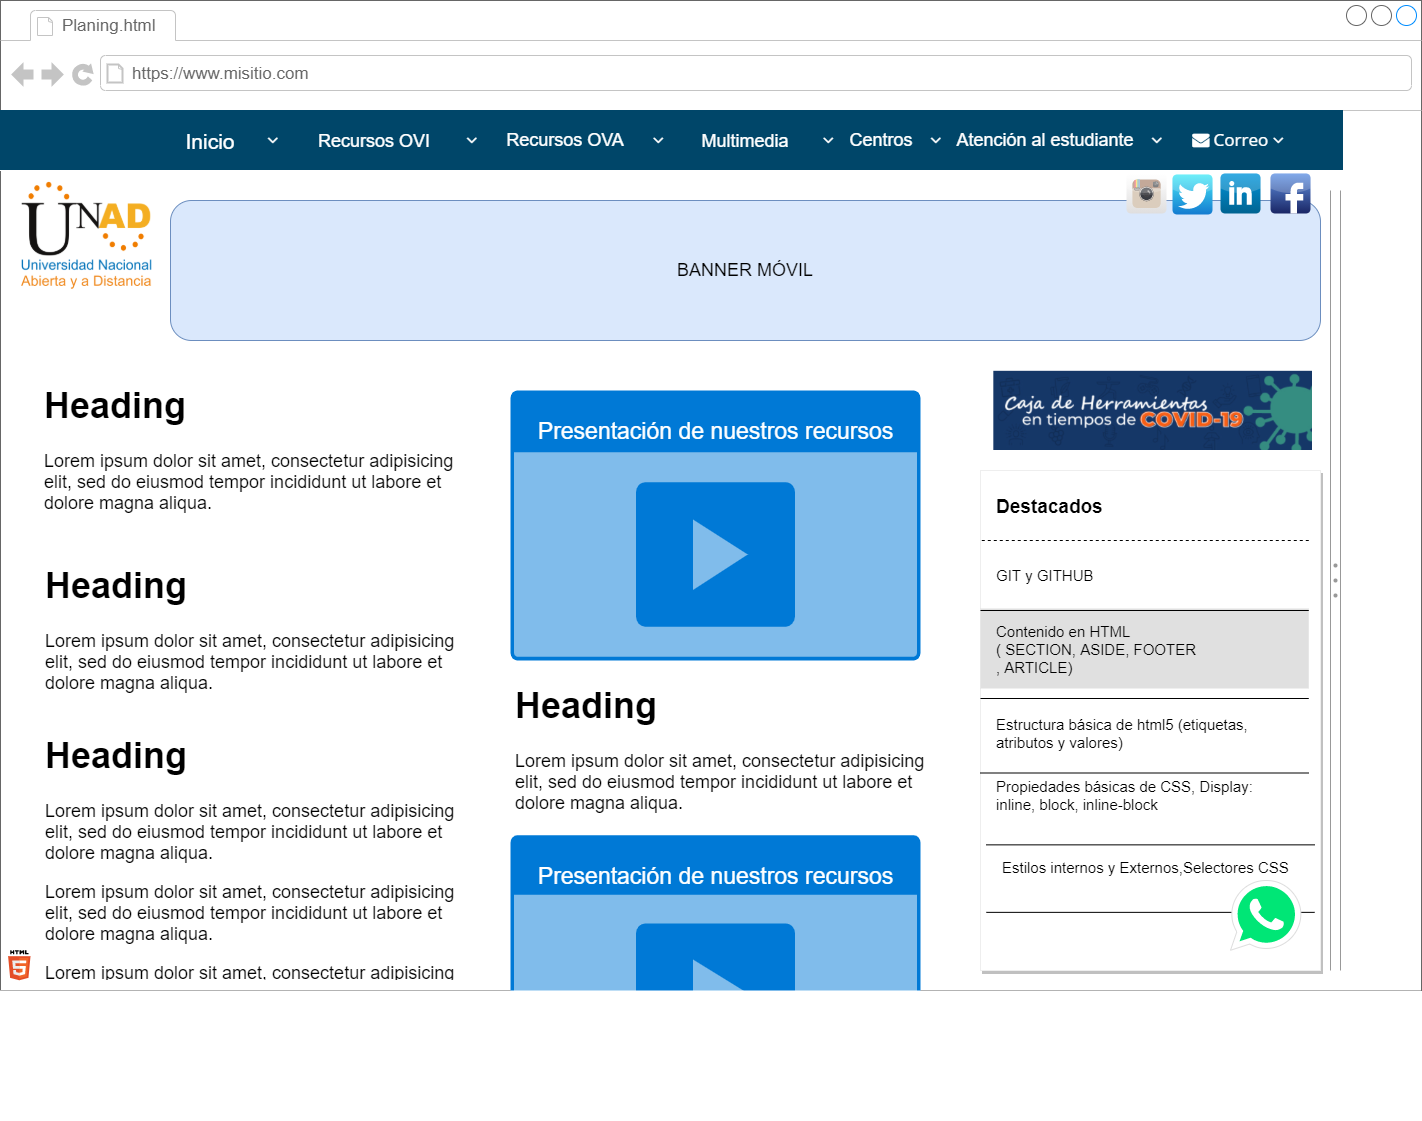 Planing.html
https://www.misitio.com
Inicio
Recursos OVI
Recursos OVA
Multimedia
Centros
Atención al estudiante
Correo
UNAD
Universidad Nacional
Abierta y a Distancia
in
f
BANNER MÓVIL
Heading
Lorem ipsum dolor sit amet, consectetur adipisicing
elit, sed do eiusmod tempor incididunt ut labore et
dolore magna aliqua.
Heading
Lorem ipsum dolor sit amet, consectetur adipisicing
elit, sed do eiusmod tempor incididunt ut labore et
dolore magna aliqua.
Heading
Lorem ipsum dolor sit amet, consectetur adipisicing
elit, sed do eiusmod tempor incididunt ut labore et
dolore magna aliqua.
Lorem ipsum dolor sit amet, consectetur adipisicing
elit, sed do eiusmod tempor incididunt ut labore et
dolore magna aliqua.
Lorem ipsum dolor sit amet, consectetur adipisicing
HTML
5
Presentación de nuestros recursos
Heading
Lorem ipsum dolor sit amet, consectetur adipisicing
elit, sed do eiusmod tempor incididunt ut labore et
dolore magna aliqua.
Presentación de nuestros recursos
Caja de Herramientas
en tiempos de COVID-19
Destacados
GIT y GITHUB
Contenido en HTML
( SECTION, ASIDE, FOOTER
, ARTICLE)
Estructura básica de html5 (etiquetas,
atributos y valores)
Propiedades básicas de CSS, Display:
inline, block, inline-block
Estilos internos y Externos,Selectores CSS